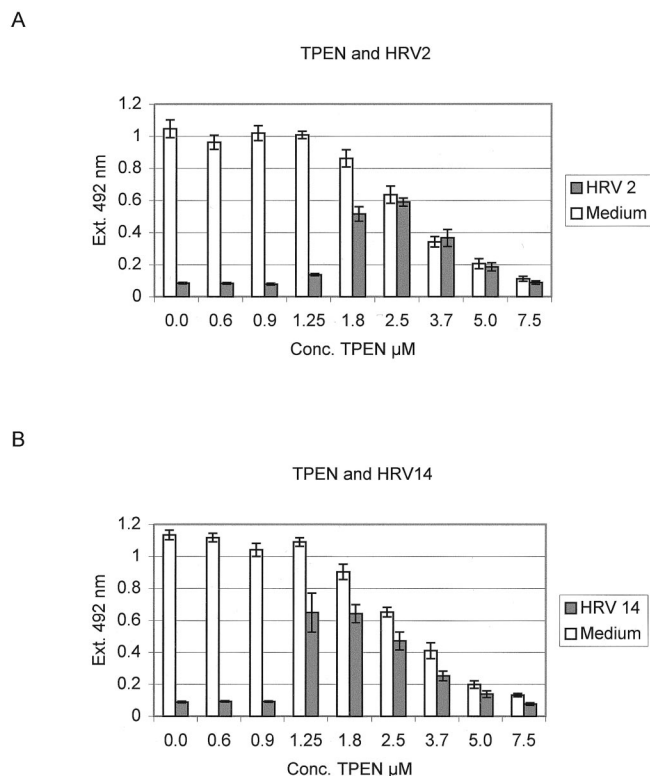 A
TPEN and HRV2
1.2
1
0.8
0.6
0.4
0.2
0
Ext. 492 nm
0.0 0.6 0.9 1.25 1.8 2.5 3.7 5.0 7.5
Conc. TPEN µM
HRV 2
Medium
B
TPEN and HRV14
1.2
1
0.8
0.6
0.4
0.2
0
Ext. 492 nm
0.0 0.6 0.9 1.25 1.8 2.5 3.7 5.0 7.5
Conc. TPEN µM
HRV 14
Medium